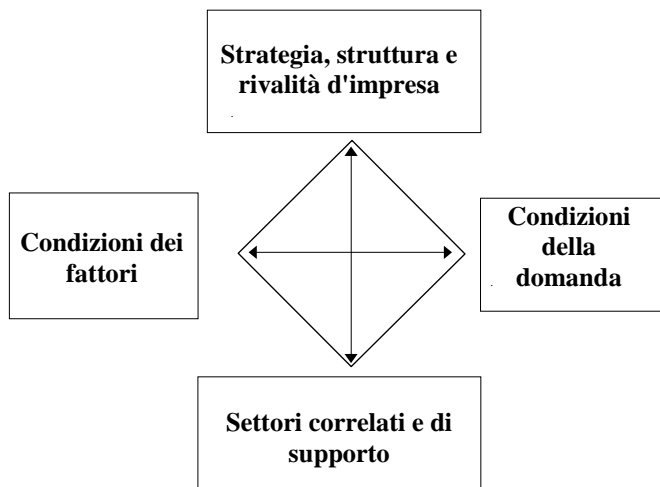 Strategia, struttura e
rivalità d'impresa
Condizioni dei
fattori
Condizioni
della
domanda
Settori correlati e di
supporto